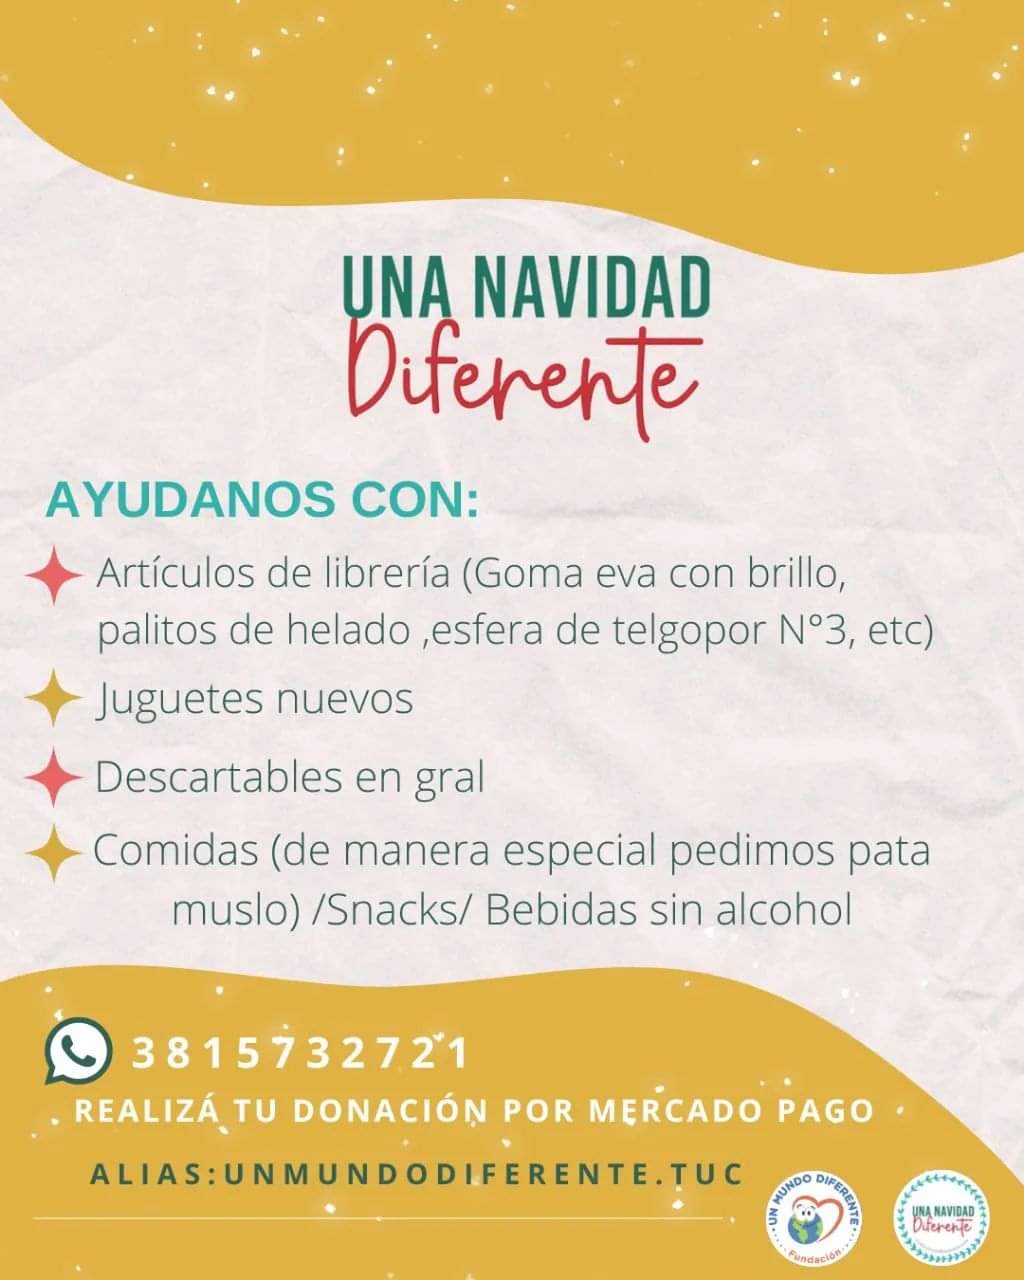 UNA NAVIDAD
Diferente
AYUDANOS CON:
Artículos de librería (Goma eva con brillo,
palitos de helado ,esfera de telgopor N°3, etc)
Juguetes nuevos
Descartables en gral
Comidas (de manera especial pedimos pata
muslo) /Snacks/ Bebidas sin alcohol
3815732721
REALIZÁ TU DONACIÓN POR MERCADO PAGO
ALIAS:UNMUNDODIFERENTE.TUC
UN MUNDO DIFERENTE
Fundación
UNA NAVIDAD
Diferente